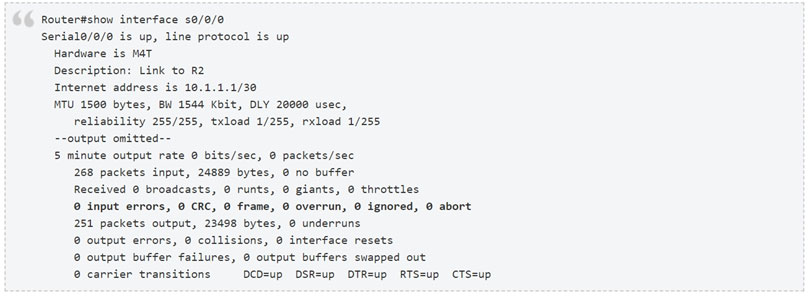 Router#show interface s0/0/0
Serial0/0/0 is up, line protocol is up
Hardware is M4T
Description: Link to R2
Internet address is 10.1.1.1/30
MTU 1500 bytes, BW 1544 Kbit, DLY 20000 usec,
reliability 255/255, txload 1/255, rxload 1/255
--output omitted--
5 minute output rate 0 bits/sec, 0 packets/sec
268 packets input, 24889 bytes, 0 no buffer
Received 0 broadcasts, 0 runts, 0 giants, 0 throttles
0 input errors, 0 CRC, 0 frame, 0 overrun, 0 ignored, 0 abort
251 packets output, 23498 bytes, 0 underruns
0 output errors, 0 collisions, 0 interface resets
0 output buffer failures, 0 output buffers swapped out
0 carrier transitions     DCD=up  DSR=up  DTR=up  RTS=up  CTS=up